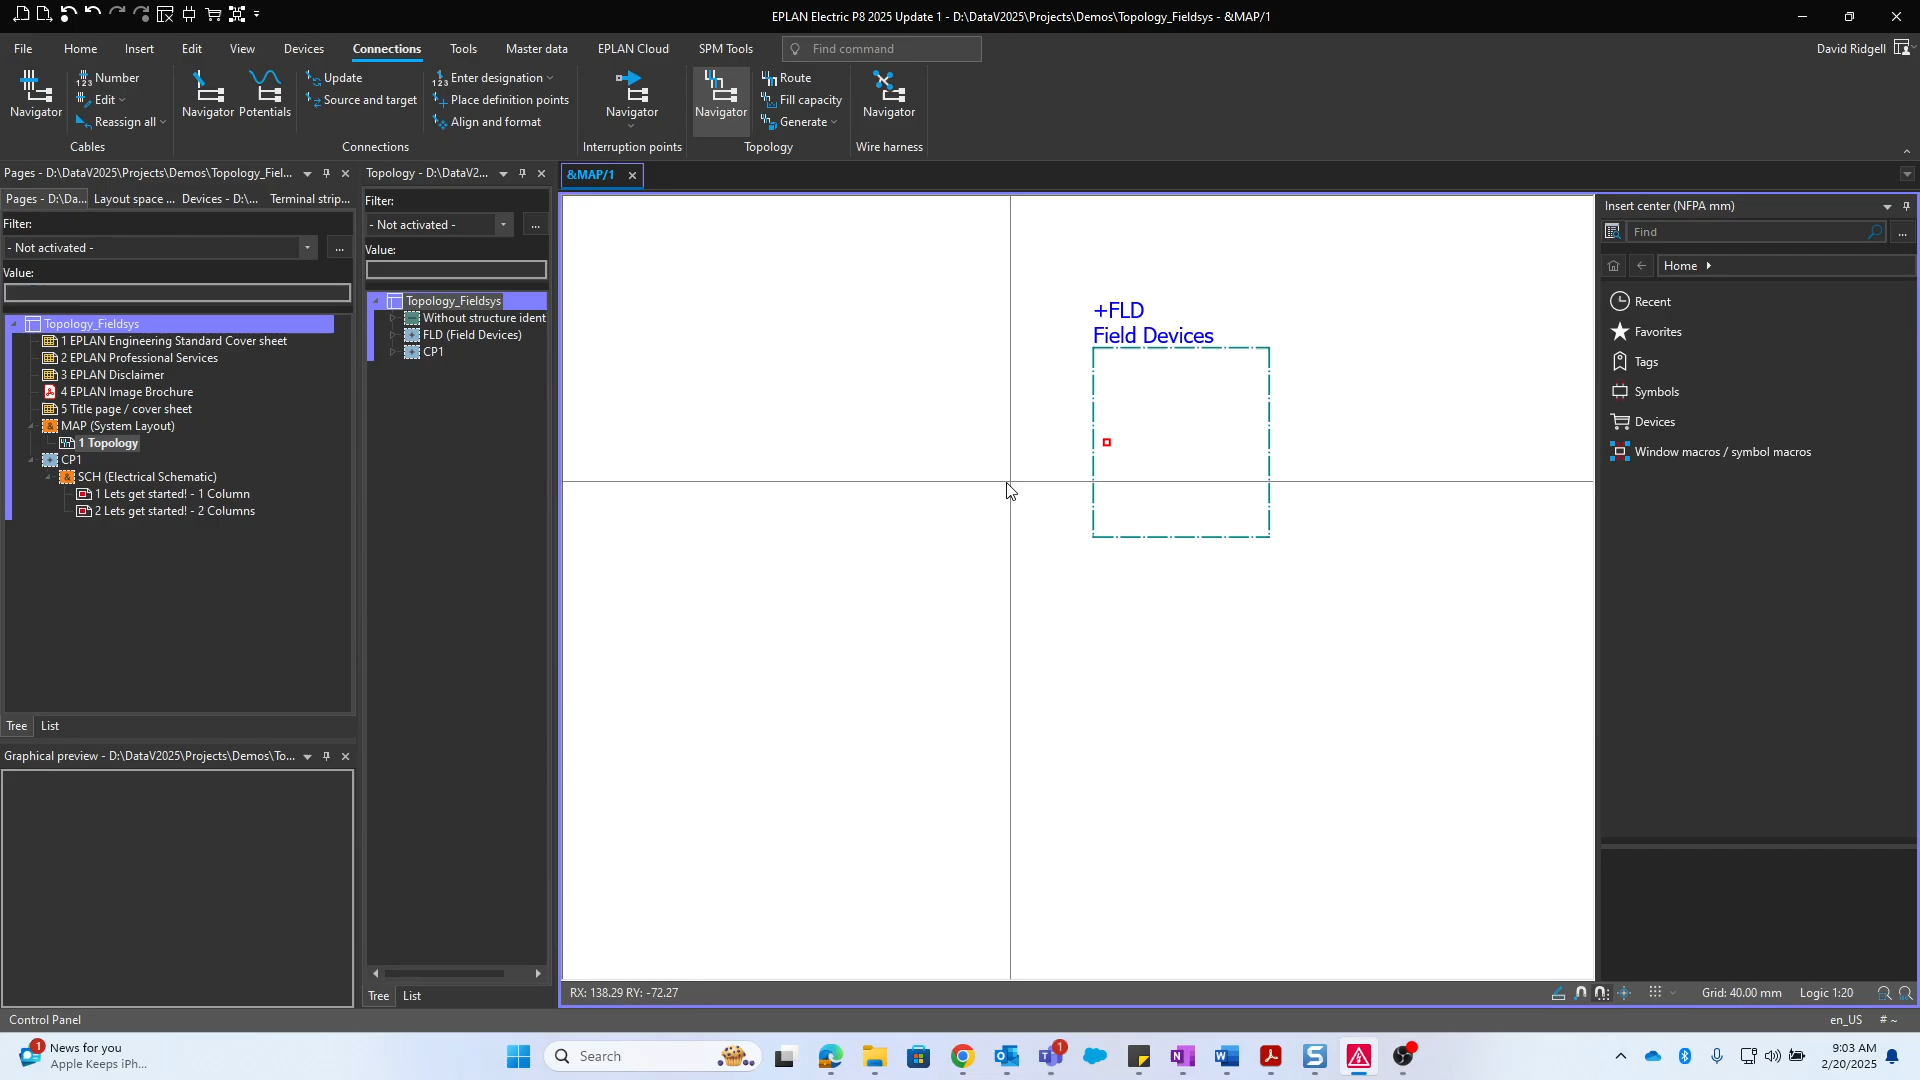 EPLAN Electric P8 2025 Update 1 - D:\DataV2025\Projects\Demos\Topology_Fieldsys - &MAP/1
File Home Insert Edit View Devices Connections Tools Master data EPLAN Cloud SPM Tools Find command David Ridgell
Navigator Number Edit Reassign all
Cables
Navigator Potentials Update Source and target Enter designation Place definition points Align and format
Connections
Navigator
Interruption points
Navigator Route Fill capacity Generate
Topology
Navigator
Wire harness
Pages - D:\DataV2025\Projects\Demos\Topology_Fiel...
Pages - D:\Da... Layout space ... Devices - D:\... Terminal strip...
Filter:
- Not activated - ...
Value:
Topology_Fieldsys
1 EPLAN Engineering Standard Cover sheet
2 EPLAN Professional Services
3 EPLAN Disclaimer
4 EPLAN Image Brochure
5 Title page / cover sheet
MAP (System Layout)
1 Topology
CP1
SCH (Electrical Schematic)
1 Lets get started! - 1 Column
2 Lets get started! - 2 Columns
Tree List
Graphical preview - D:\DataV2025\Projects\Demos\To...
Topology - D:\DataV2...
Filter:
- Not activated - ...
Value:
Topology_Fieldsys
Without structure ident
FLD (Field Devices)
CP1
Tree List
&MAP/1
+FLD
Field Devices
RX: 138.29 RY: -72.27
Grid: 40.00 mm Logic 1:20
Insert center (NFPA mm)
Find ...
Home
Recent
Favorites
Tags
Symbols
Devices
Window macros / symbol macros
Control Panel
en_US # ~
1
News for you
Apple Keeps iPh...
Search
1
9:03 AM
2/20/2025